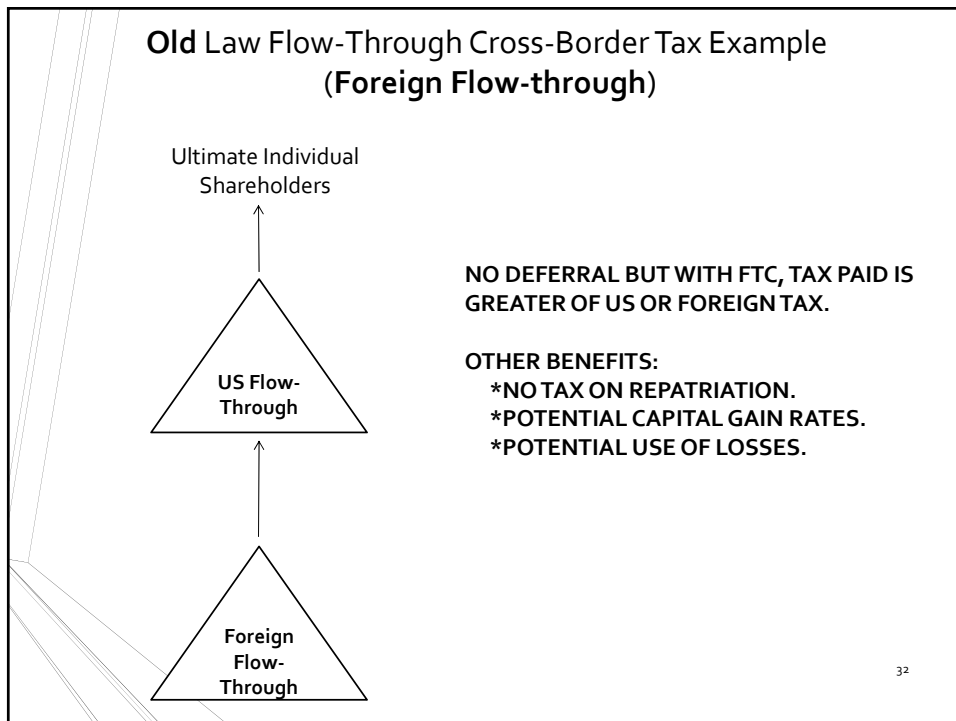 Old Law Flow-Through Cross-Border Tax Example
(Foreign Flow-through)
Ultimate Individual
Shareholders
US Flow-
Through
Foreign
Flow-
Through
NO DEFERRAL BUT WITH FTC, TAX PAID IS
GREATER OF US OR FOREIGN TAX.
OTHER BENEFITS:
*NO TAX ON REPATRIATION.
*POTENTIAL CAPITAL GAIN RATES.
*POTENTIAL USE OF LOSSES.
32